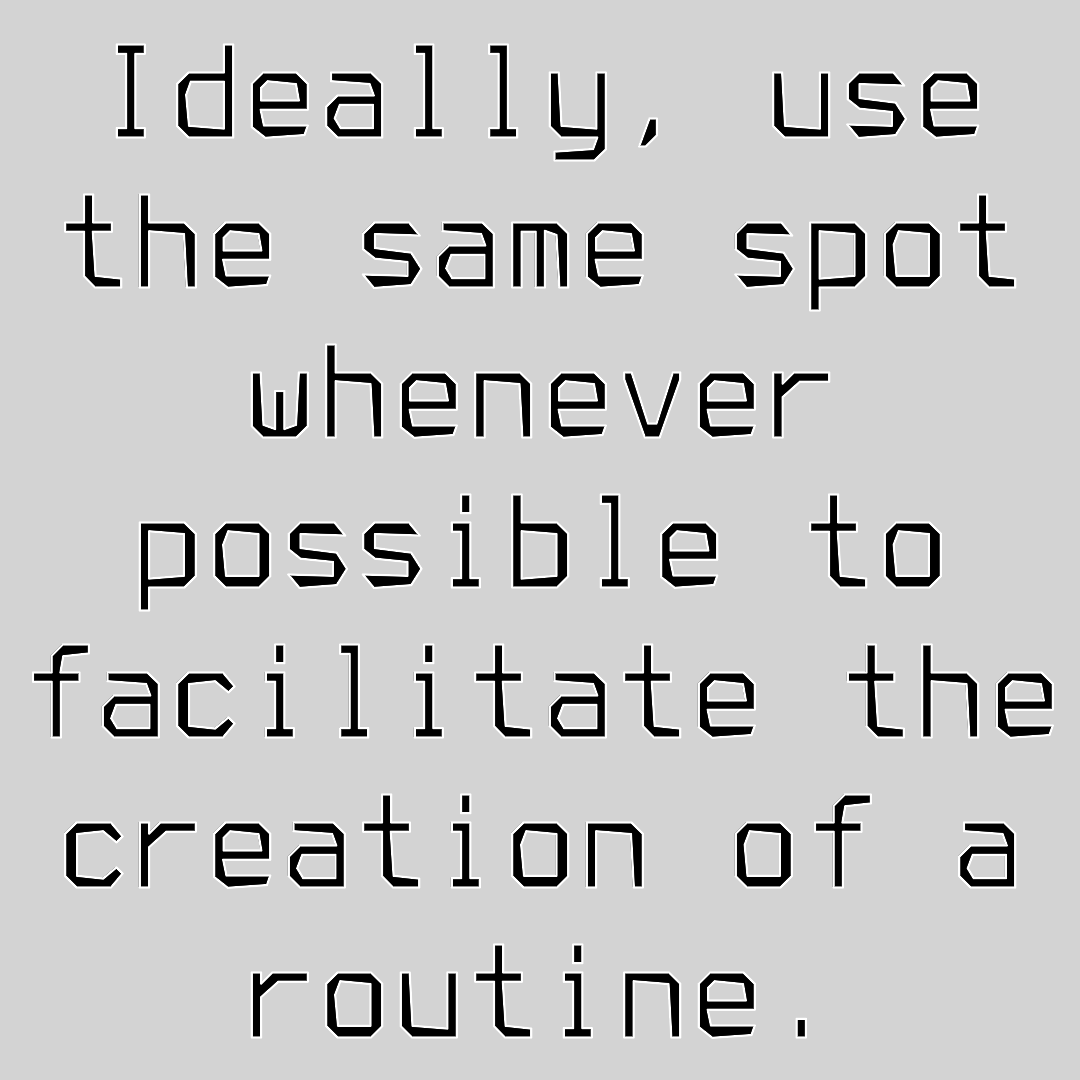 Ideally, use
the same spot
whenever
possible to
facilitate the
creation of a
routine.